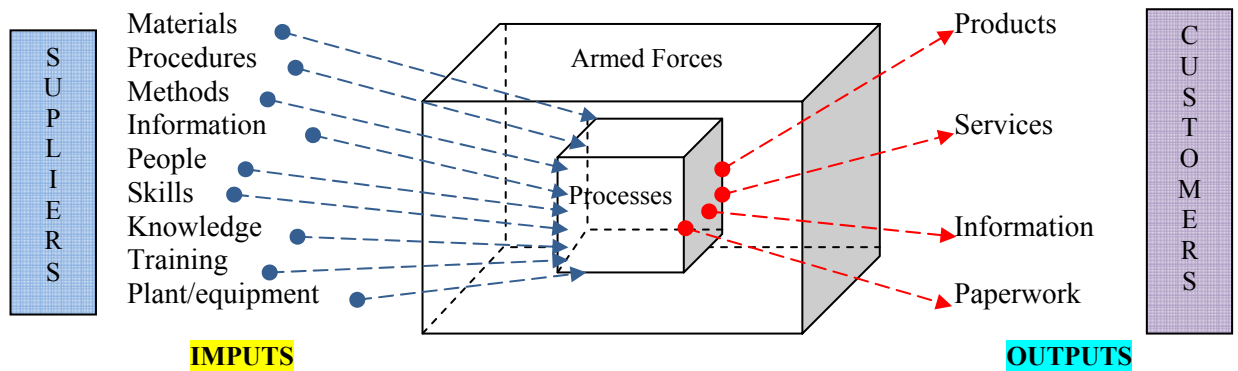 SUPLIERS
Materials
Procedures
Methods
Information
People
Skills
Knowledge
Training
Plant/equipment
IMPUTS
Armed Forces
Processes
Products
Services
Information
Paperwork
OUTPUTS
CUSTOMERS